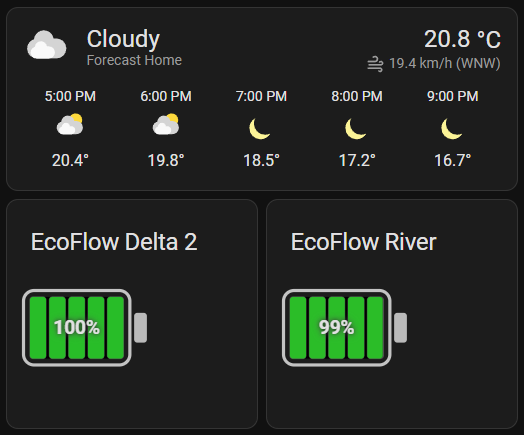 Cloudy
20.8 °C
Forecast Home
19.4 km/h (WNW)
5:00 PM 6:00 PM 7:00 PM 8:00 PM 9:00 PM
20.4° 19.8° 18.5° 17.2° 16.7°
EcoFlow Delta 2
100%
EcoFlow River
99%